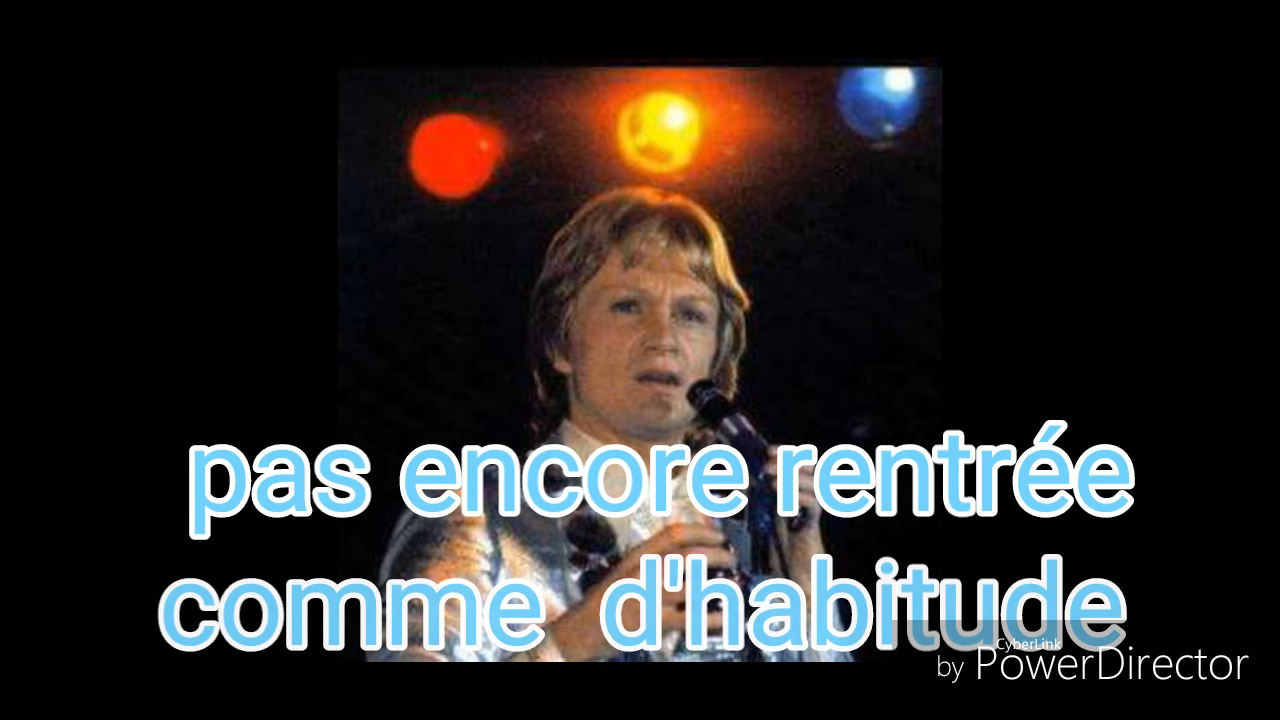 pas encore rentrée
comme d'habitude
CyberLink
by PowerDirector